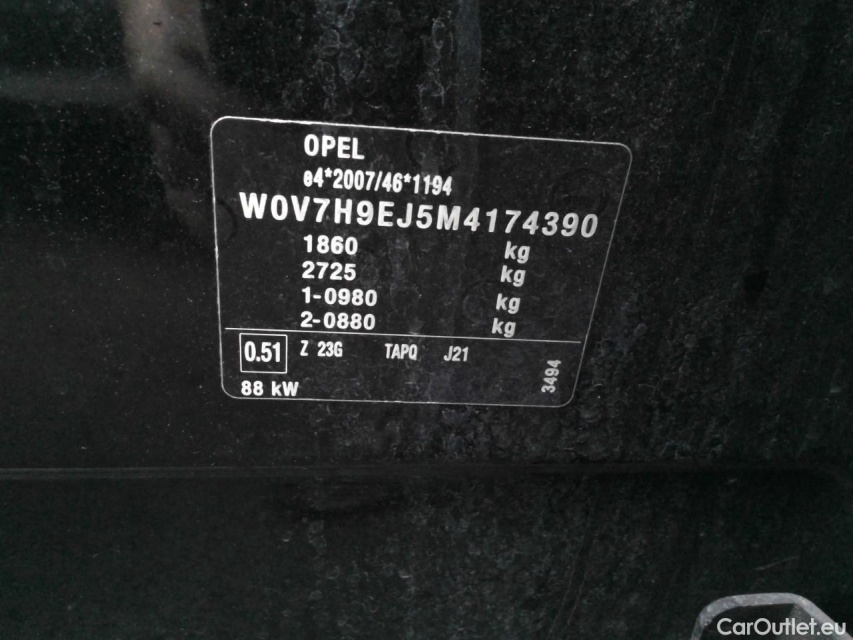 OPEL
e4*2007/46*1194
W0V7H9EJ5M4174390
1860 kg
2725 kg
1-0980 kg
2-0880 kg
0.51 Z 23G TAPQ J21
3494
88 kW
CarOutlet.eu